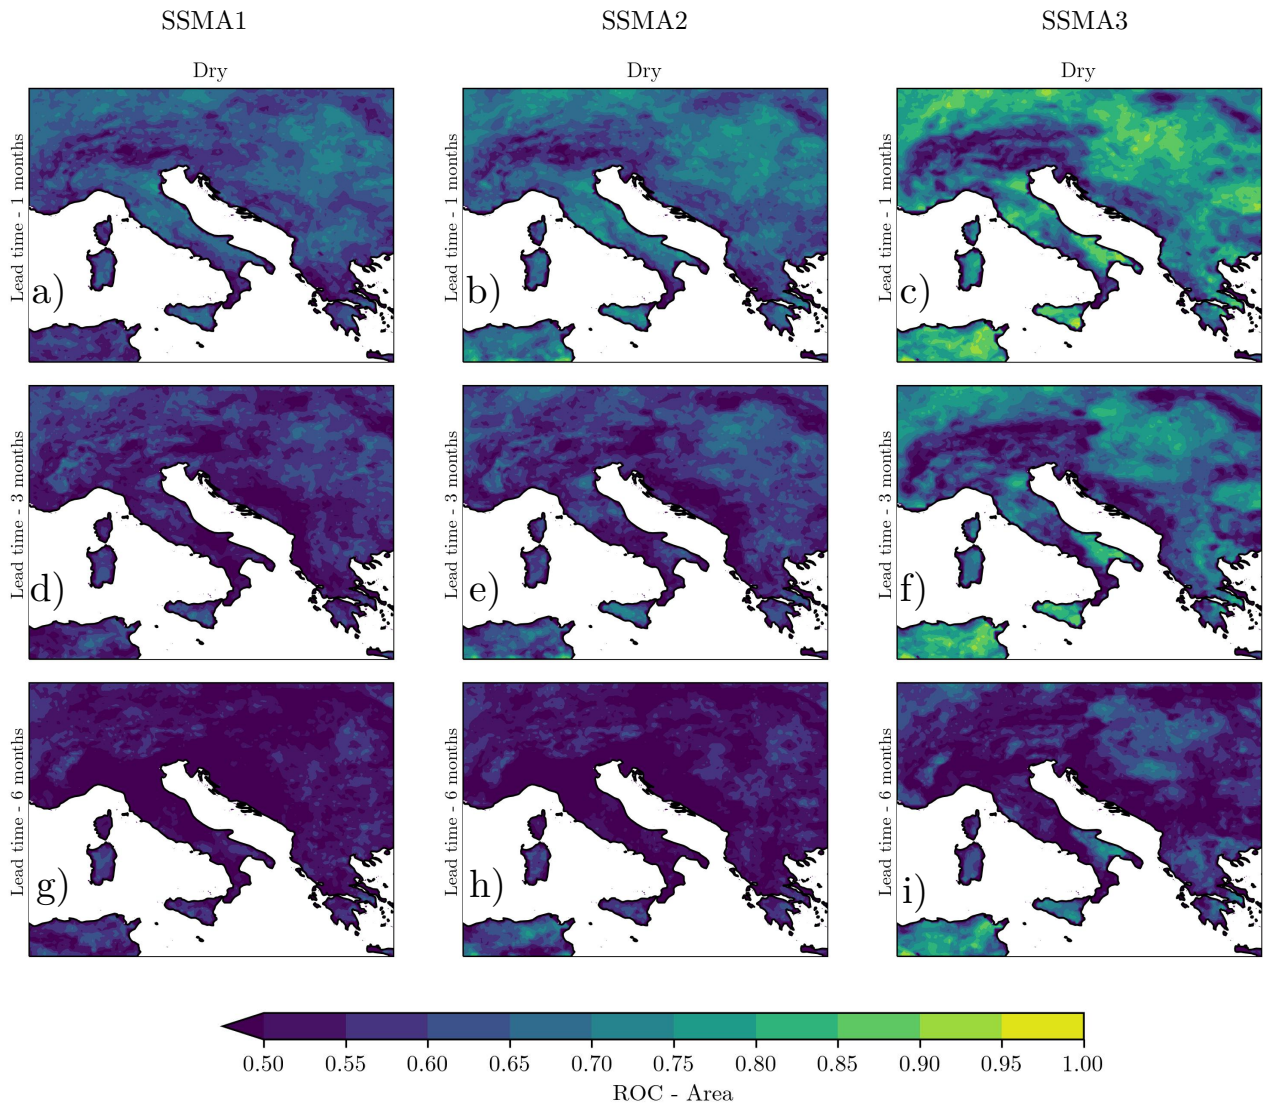 SSMA1
SSMA2
SSMA3
Dry
Dry
Dry
Lead time - 1 months
a)
Lead time - 1 months
b)
Lead time - 1 months
c)
Lead time - 3 months
d)
Lead time - 3 months
e)
Lead time - 3 months
f)
Lead time - 6 months
g)
Lead time - 6 months
h)
Lead time - 6 months
i)
0.50 0.55 0.60 0.65 0.70 0.75 0.80 0.85 0.90 0.95 1.00
ROC - Area